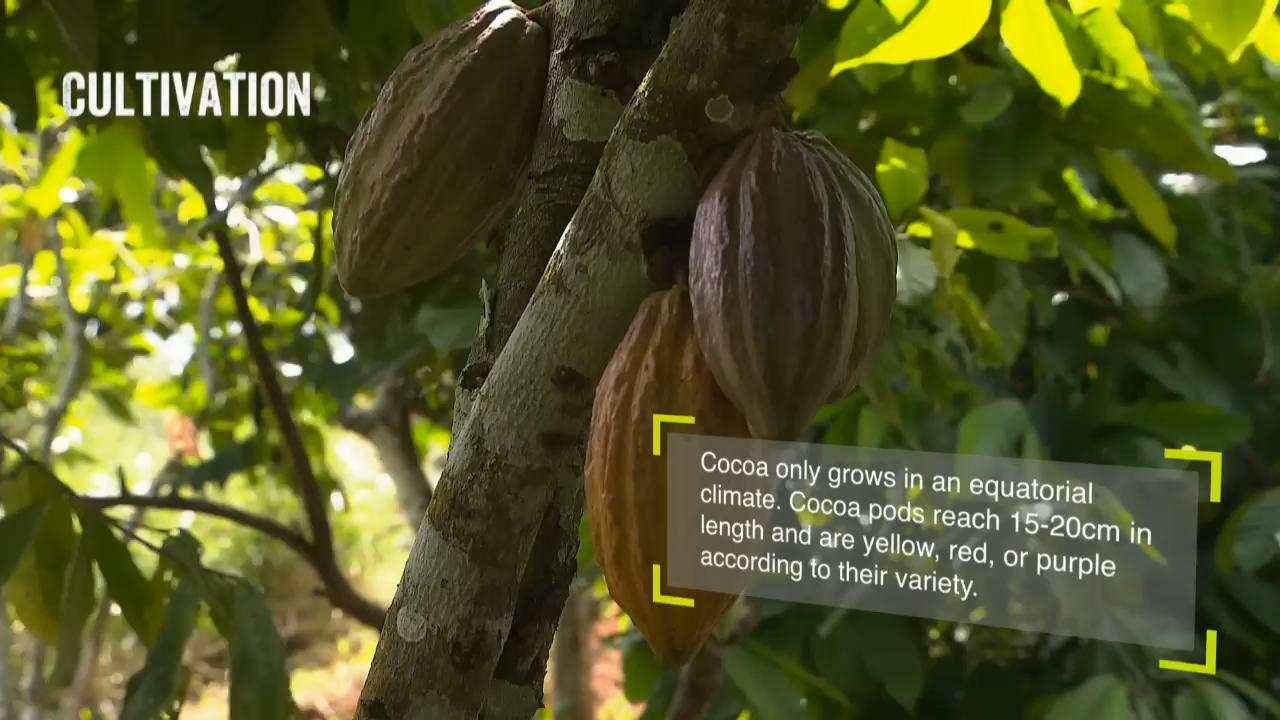 CULTIVATION
Cocoa only grows in an equatorial
climate. Cocoa pods reach 15-20cm in
length and are yellow, red, or purple
according to their variety.